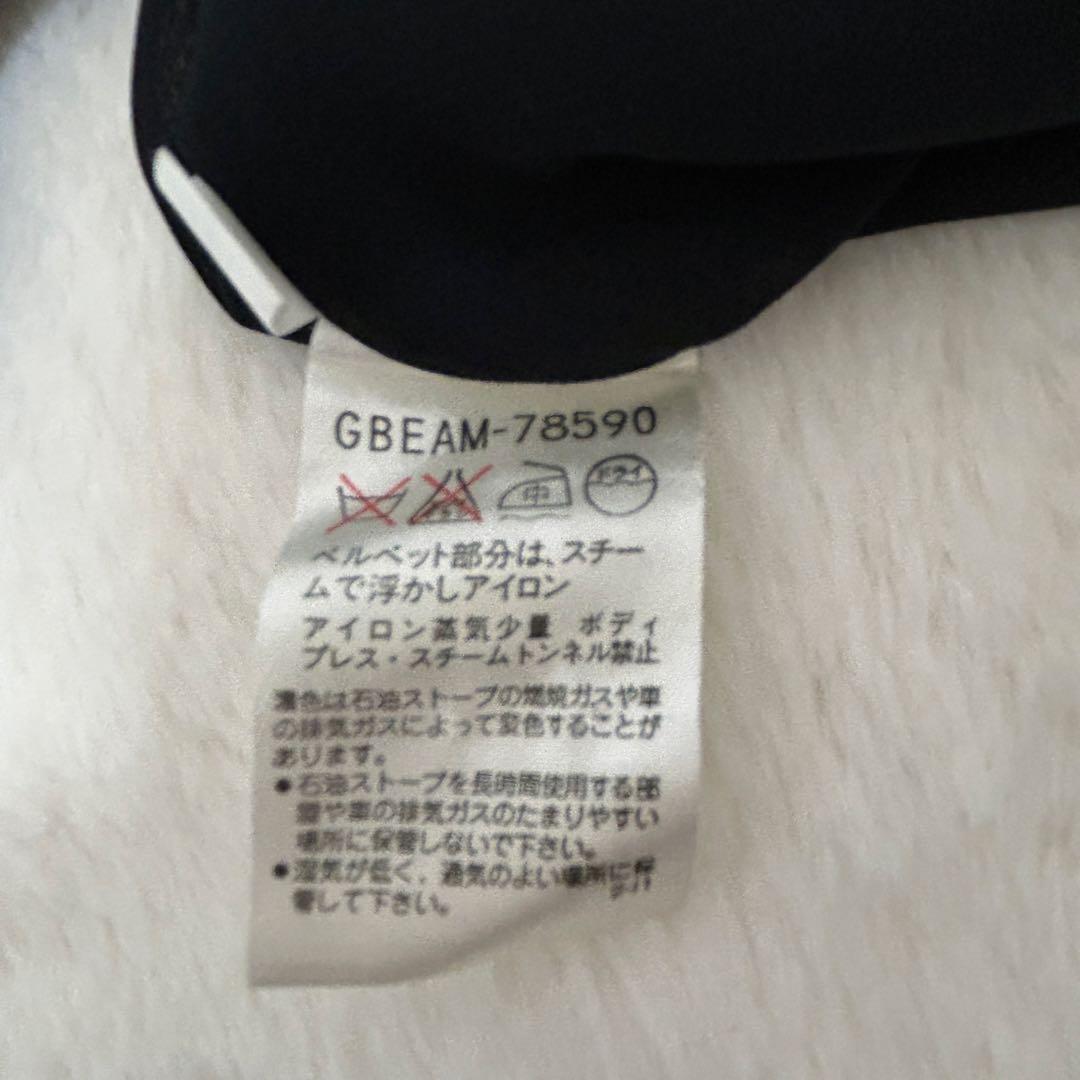 GBEAM-78590
中 ドライ
ベルベット部分は、スチー
ムで浮かしアイロン
アイロン蒸気少量 ボディ
プレス・スチームトンネル禁止
濃色は石油ストーブの燃焼ガスや車
の排気ガスによって変色することが
あります。
●石油ストーブを長時間使用する部
屋や車の排気ガスのたまりやすい
場所に保管しないで下さい。
●湿気が低く、通気のよい場所に保
管して下さい。